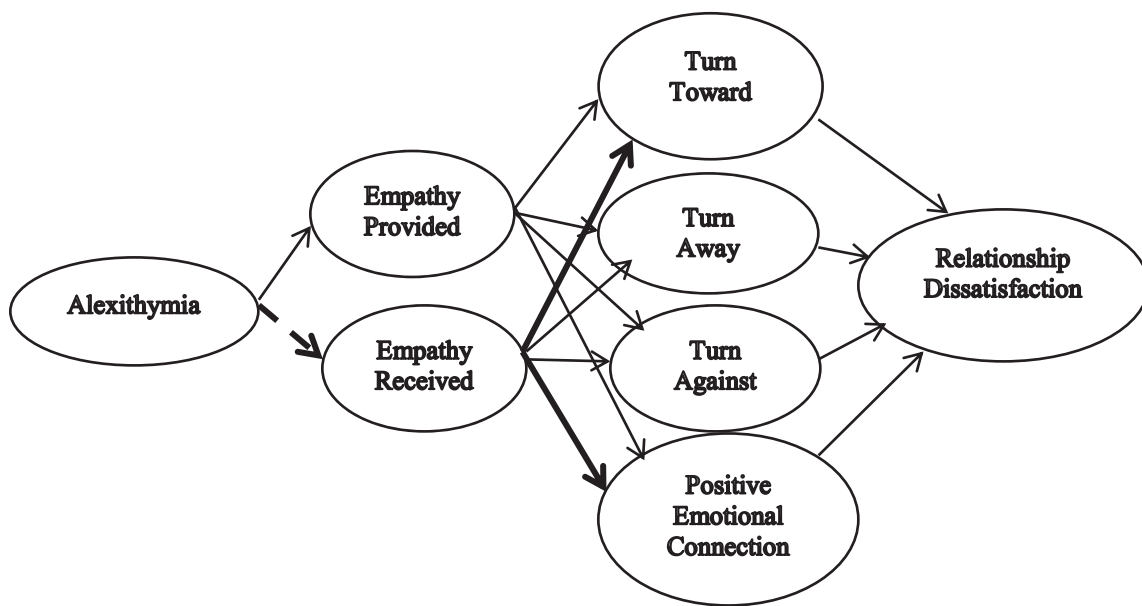 Turn
Toward
Empathy
Provided
Turn
Away
Relationship
Dissatisfaction
Alexithymia
Empathy
Received
Turn
Against
Positive
Emotional
Connection